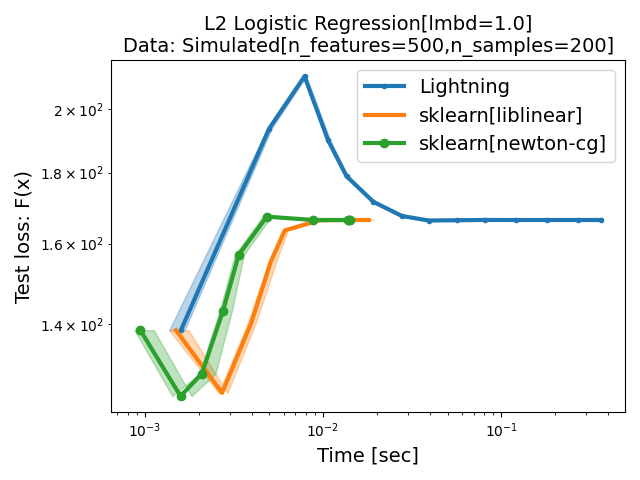 L2 Logistic Regression[lmbd=1.0]
Data: Simulated[n_features=500,n_samples=200]
Lightning
sklearn[liblinear]
sklearn[newton-cg]
Test loss: F(x)
2 × 10²
1.8 × 10²
1.6 × 10²
1.4 × 10²
10⁻³
10⁻²
10⁻¹
Time [sec]